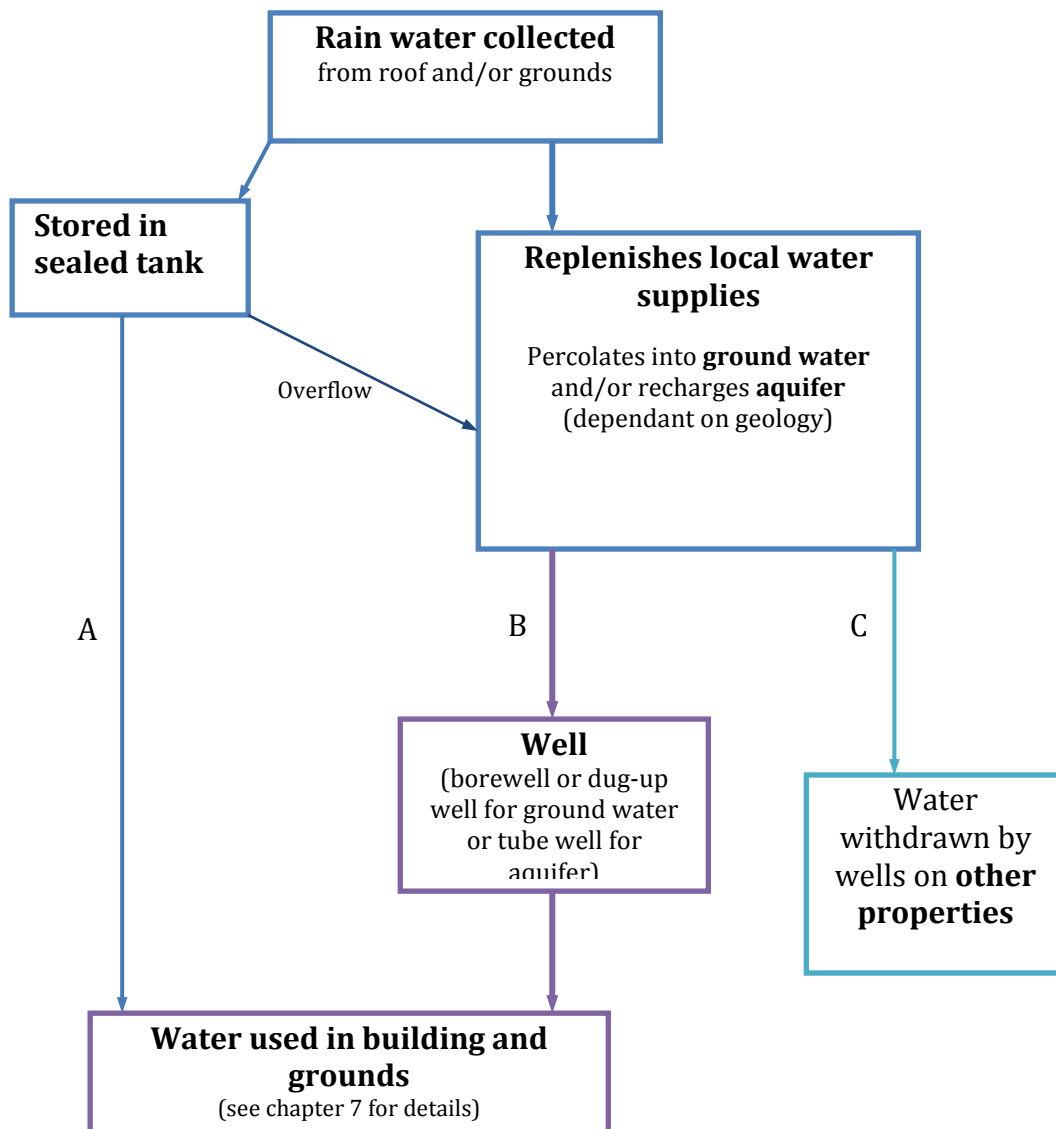 Rain water collected
from roof and/or grounds
Stored in
sealed tank
Replenishes local water
supplies
Percolates into ground water
and/or recharges aquifer
(dependant on geology)
Overflow
A
B
C
Well
(borewell or dug-up
well for ground water
or tube well for
aquifer)
Water
withdrawn by
wells on other
properties
Water used in building and
grounds
(see chapter 7 for details)